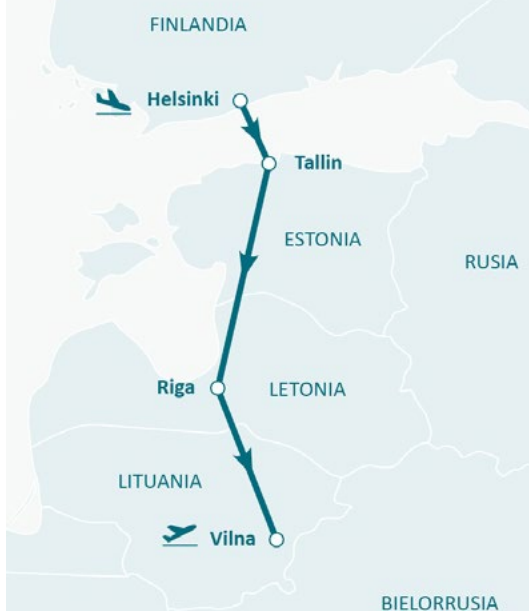 FINLANDIA
Helsinki
Tallin
ESTONIA
RUSIA
Riga
LETONIA
LITUANIA
Vilna
BIELORRUSIA